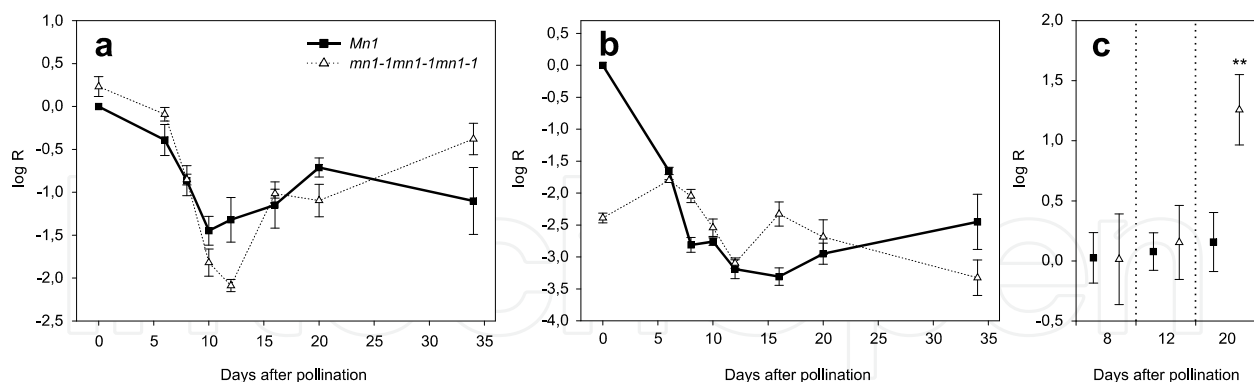 a
Mn1
mn1-1mn1-1mn1-1
1,0
0,5
0,0
-0,5
-1,0
-1,5
-2,0
-2,5
log R
0 5 10 15 20 25 30 35
Days after pollination
b
0,5
0,0
-0,5
-1,0
-1,5
-2,0
-2,5
-3,0
-3,5
-4,0
log R
0 5 10 15 20 25 30 35
Days after pollination
c
**
2,0
1,5
1,0
0,5
0,0
-0,5
log R
8 12 20
Days after pollination
intechopen